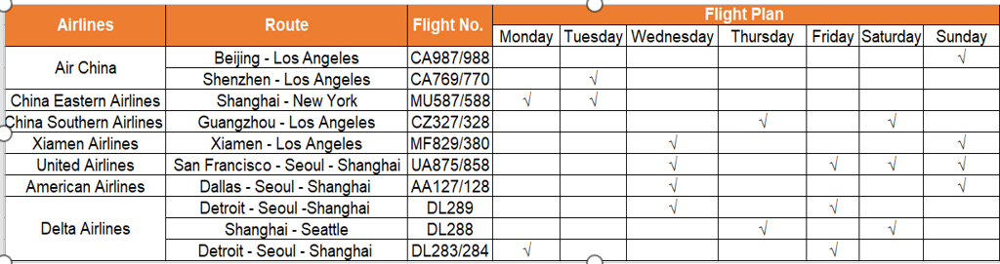 Airlines Route Flight No. Flight Plan
Monday Tuesday Wednesday Thursday Friday Saturday Sunday
Air China Beijing - Los Angeles CA987/988 √
Shenzhen - Los Angeles CA769/770 √
China Eastern Airlines Shanghai - New York MU587/588 √ √
China Southern Airlines Guangzhou - Los Angeles CZ327/328 √ √
Xiamen Airlines Xiamen - Los Angeles MF829/380 √ √
United Airlines San Francisco - Seoul - Shanghai UA875/858 √ √ √ √
American Airlines Dallas - Seoul - Shanghai AA127/128 √ √
Delta Airlines Detroit - Seoul -Shanghai DL289 √ √
Shanghai - Seattle DL288 √ √
Detroit - Seoul - Shanghai DL283/284 √ √